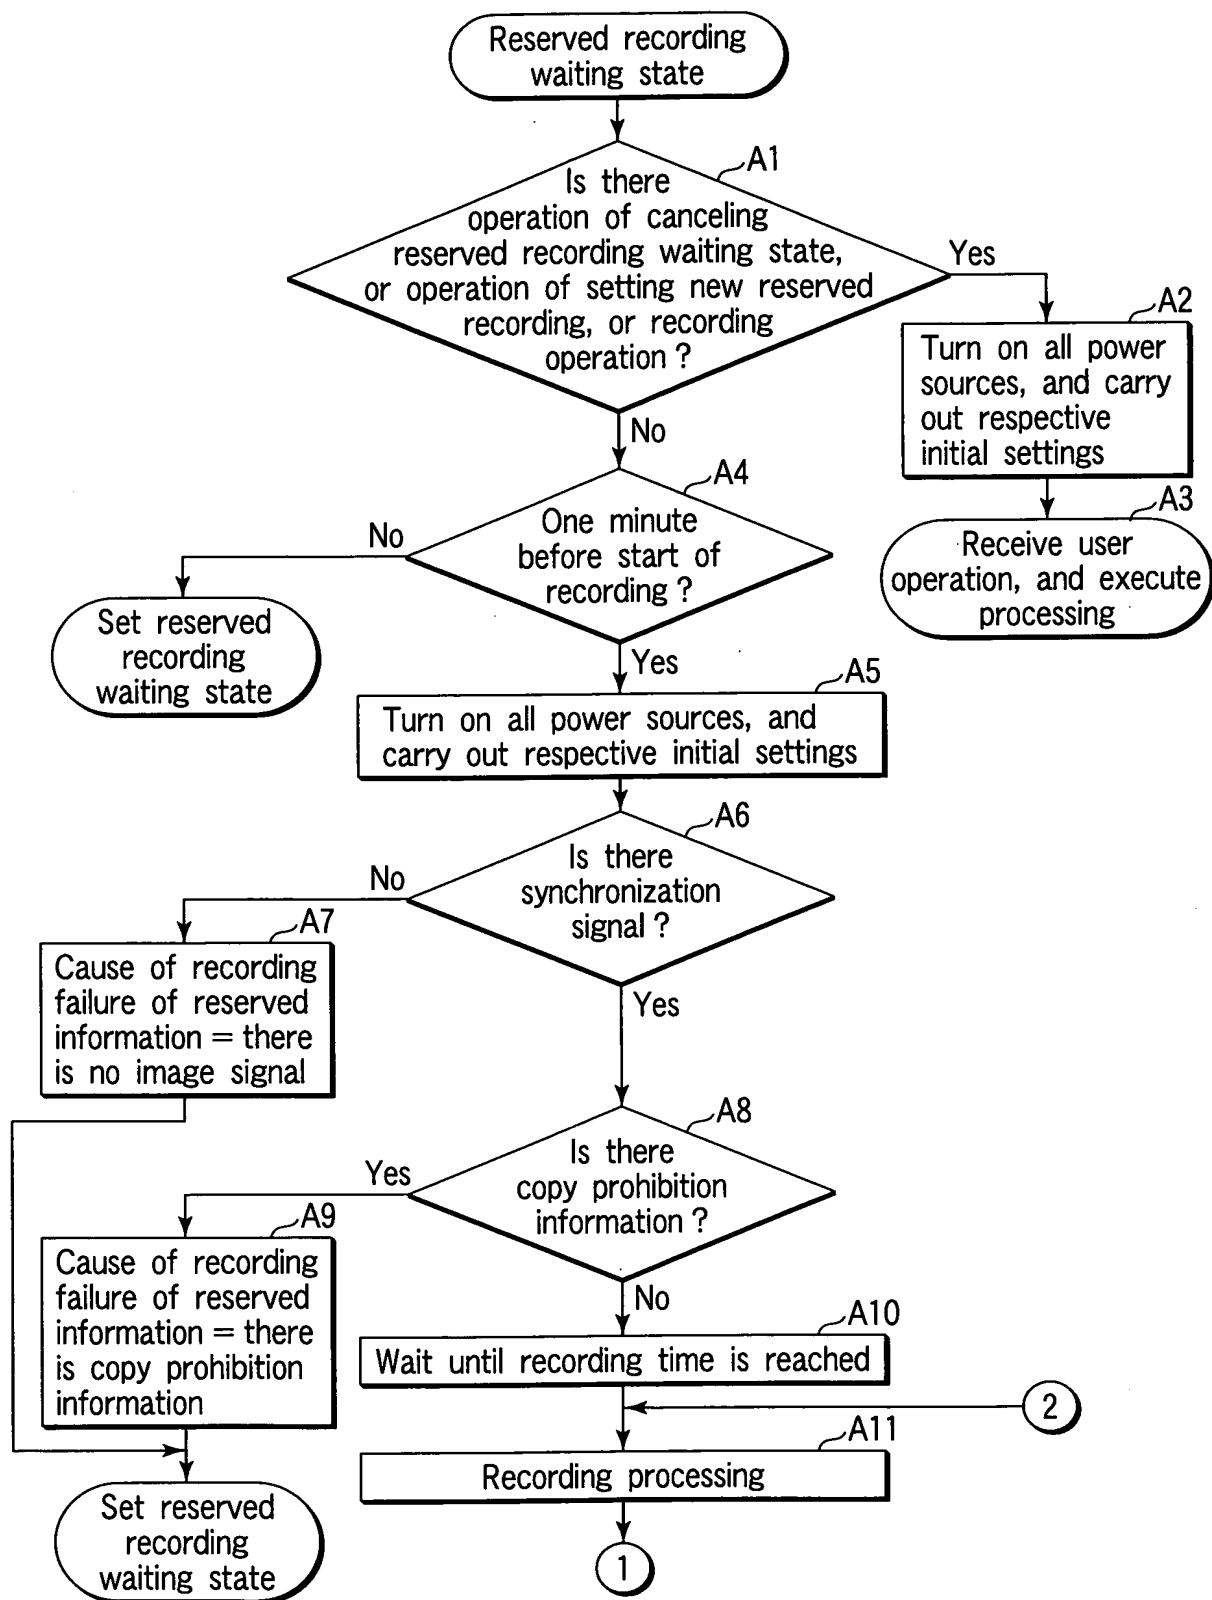 Reserved recording
waiting state
A1
Is there
operation of canceling
reserved recording waiting state,
or operation of setting new reserved
recording, or recording
operation ?
Yes
A2
Turn on all power
sources, and carry
out respective
initial settings
No
A3
Receive user
operation, and execute
processing
A4
One minute
before start of
recording ?
No
Set reserved
recording
waiting state
Yes
A5
Turn on all power sources, and
carry out respective initial settings
A6
Is there
synchronization
signal ?
No
A7
Cause of recording
failure of reserved
information = there
is no image signal
Yes
A8
Is there
copy prohibition
information ?
Yes
A9
Cause of recording
failure of reserved
information = there
is copy prohibition
information
No
A10
Wait until recording time is reached
2
A11
Recording processing
Set reserved
recording
waiting state
1